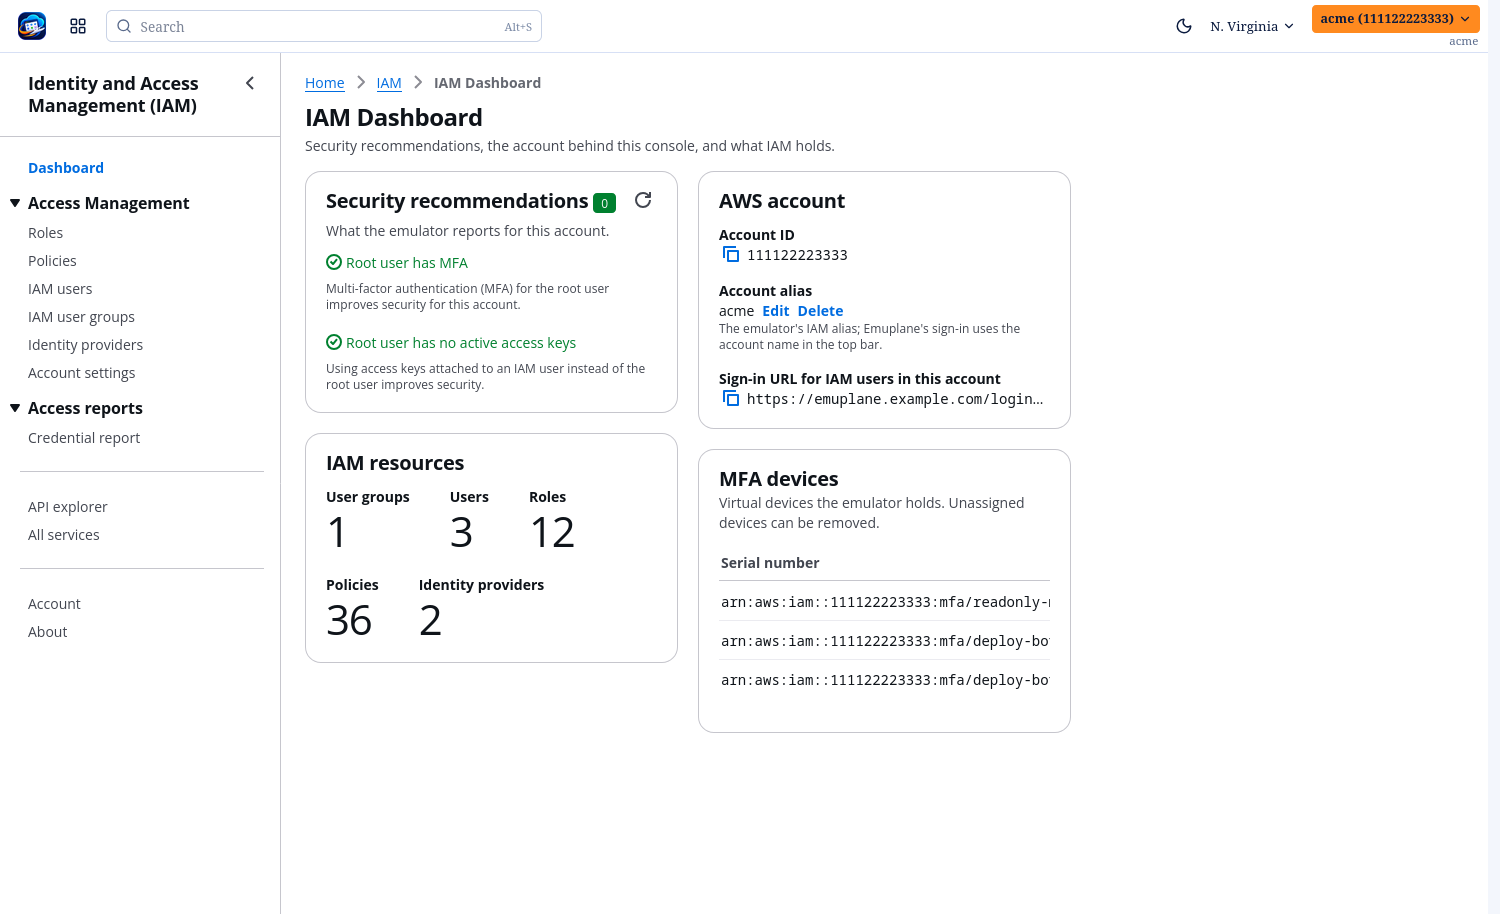 Search
Alt+S
N. Virginia
acme (111122223333)
acme
Identity and Access
Management (IAM)
Dashboard
Access Management
Roles
Policies
IAM users
IAM user groups
Identity providers
Account settings
Access reports
Credential report
API explorer
All services
Account
About
Home
IAM
IAM Dashboard
IAM Dashboard
Security recommendations, the account behind this console, and what IAM holds.
Security recommendations 0
What the emulator reports for this account.
Root user has MFA
Multi-factor authentication (MFA) for the root user
improves security for this account.
Root user has no active access keys
Using access keys attached to an IAM user instead of the
root user improves security.
IAM resources
User groups
1
Users
3
Roles
12
Policies
36
Identity providers
2
AWS account
Account ID
111122223333
Account alias
acme Edit Delete
The emulator's IAM alias; Emuplane's sign-in uses the
account name in the top bar.
Sign-in URL for IAM users in this account
https://emuplane.example.com/login...
MFA devices
Virtual devices the emulator holds. Unassigned
devices can be removed.
Serial number
arn:aws:iam::111122223333:mfa/readonly-
arn:aws:iam::111122223333:mfa/deploy-bo
arn:aws:iam::111122223333:mfa/deploy-bo